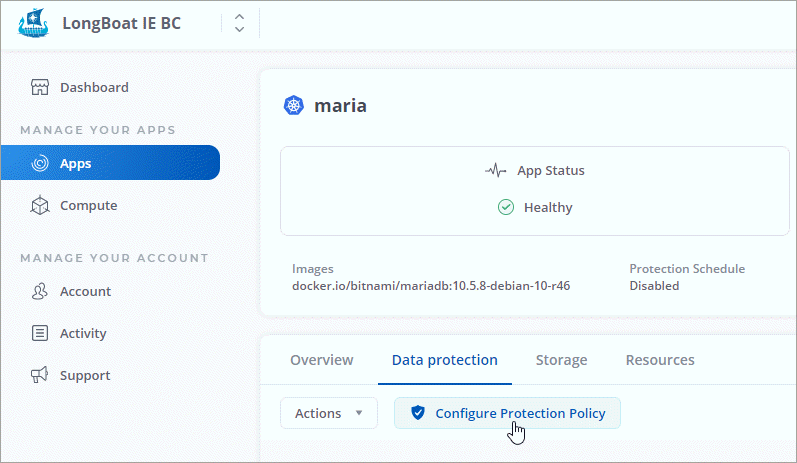 LongBoat IE BC
Dashboard
MANAGE YOUR APPS
Apps
Compute
MANAGE YOUR ACCOUNT
Account
Activity
Support
maria
App Status
Healthy
Images
docker.io/bitnami/mariadb:10.5.8-debian-10-r46
Protection Schedule
Disabled
Overview Data protection Storage Resources
Actions Configure Protection Policy